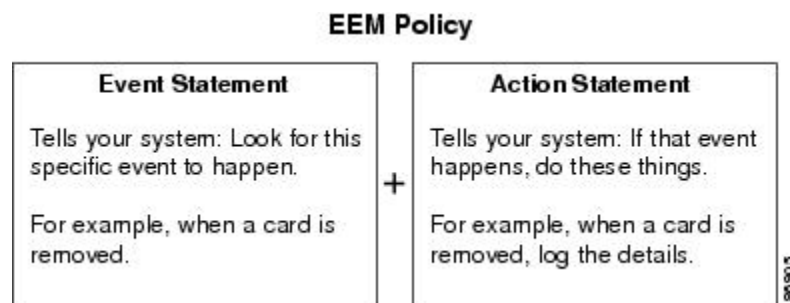 EEM Policy
Event Statement
Tells your system: Look for this
specific event to happen.
For example, when a card is
removed.
+
Action Statement
Tells your system: If that event
happens, do these things.
For example, when a card is
removed, log the details.